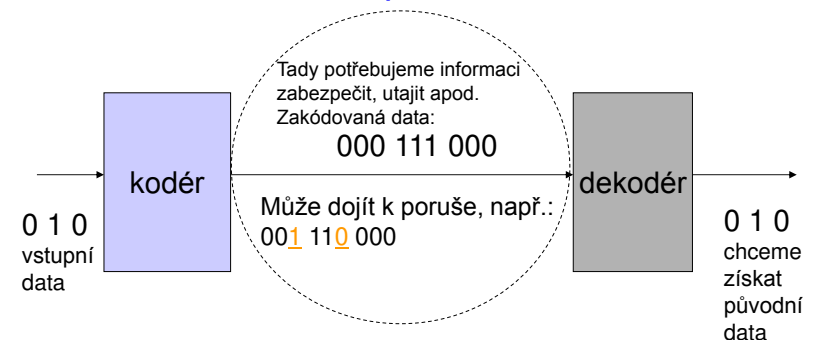 Tady potřebujeme informaci
zabezpečit, utajit apod.
Zakódovaná data:
000 111 000
kodér
dekodér
Může dojít k poruše, např.:
001 110 000
0 1 0
vstupní
data
0 1 0
chceme
získat
původní
data